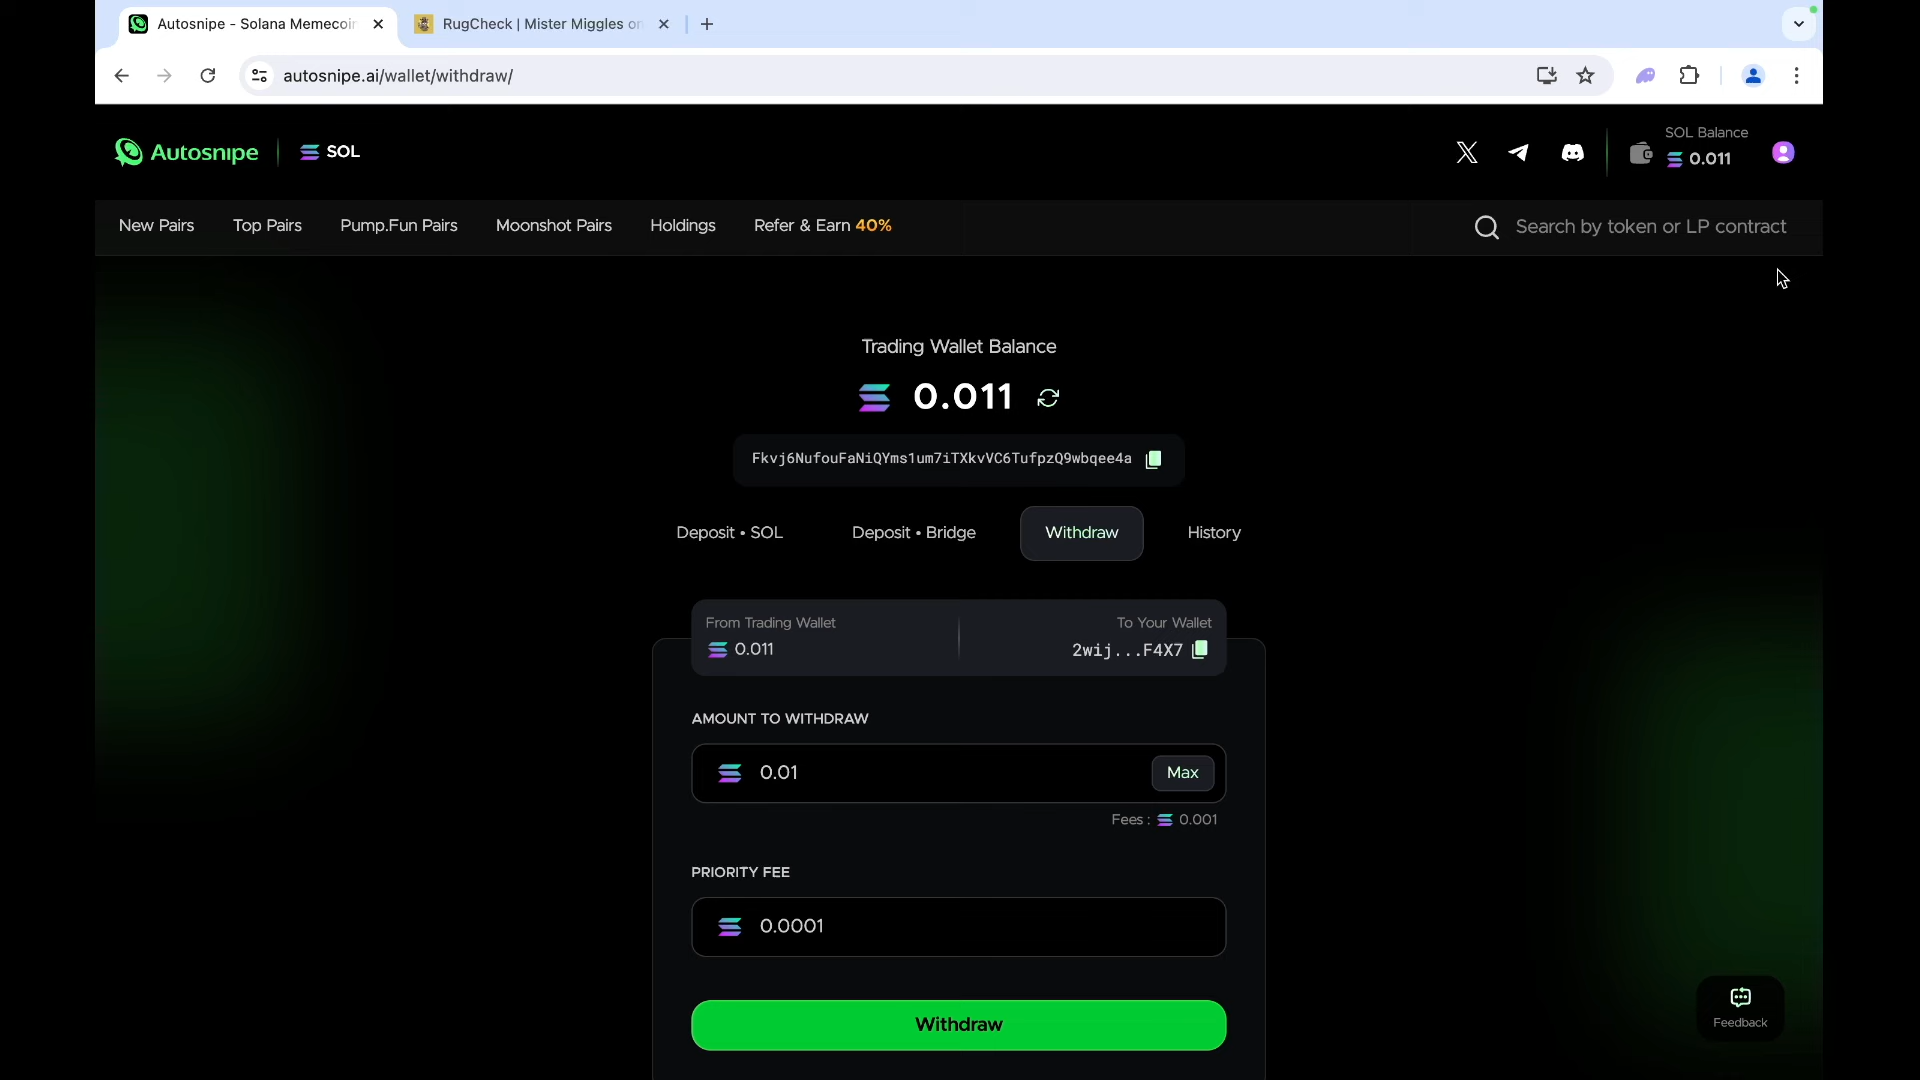 Autosnipe - Solana Memecoin
RugCheck | Mister Miggles on
autosnipe.ai/wallet/withdraw/
Autosnipe
SOL
SOL Balance
0.011
New Pairs
Top Pairs
Pump.Fun Pairs
Moonshot Pairs
Holdings
Refer & Earn 40%
Search by token or LP contract
Trading Wallet Balance
0.011
Fkvj6NufouFaNiQYms1um7iTXkvVC6TufpzQ9wbqee4a
Deposit • SOL
Deposit • Bridge
Withdraw
History
From Trading Wallet
0.011
To Your Wallet
2wij...F4X7
AMOUNT TO WITHDRAW
0.01
Max
Fees : 0.001
PRIORITY FEE
0.0001
Withdraw
Feedback